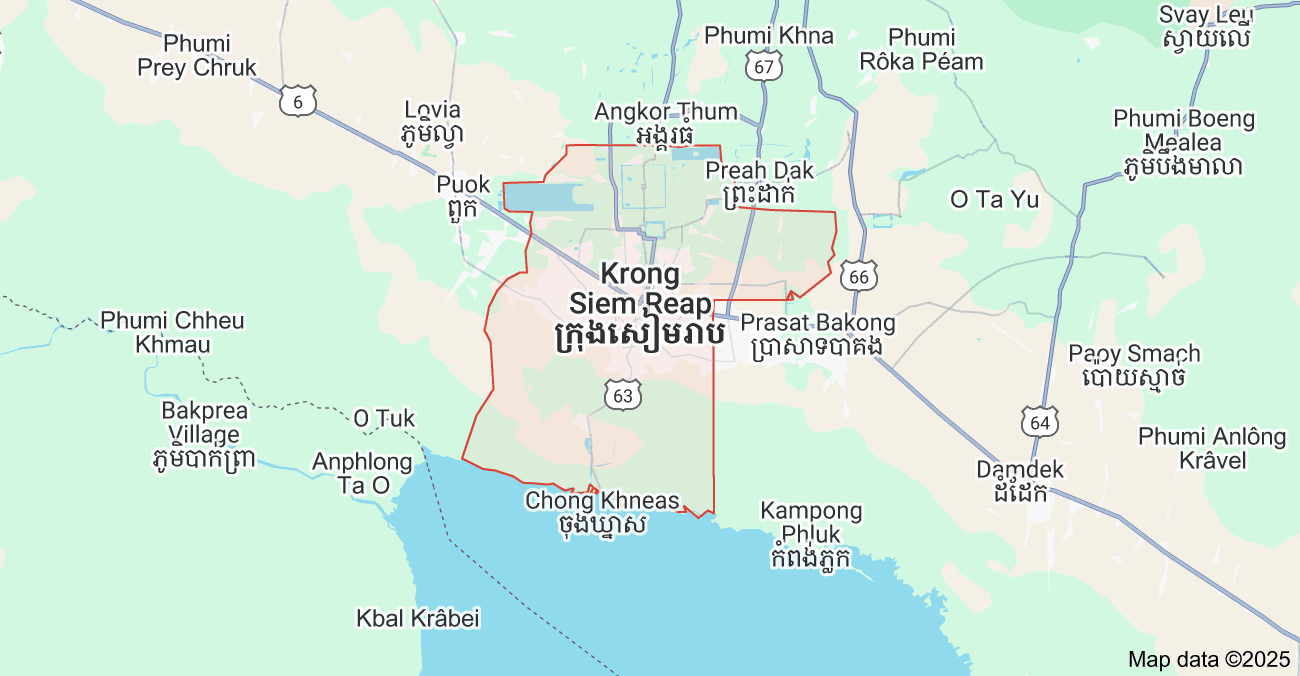 Svay Leu
ស្វាយលើ
Phumi
Prey Chruk
Phumi Khna
Phumi
Rôka Péam
67
6
Lovia
ភូមិល្វា
Angkor Thum
អង្គរធំ
Phumi Boeng
Mealea
ភូមិបឹងមាលា
Puok
ពួក
Preah Dak
ព្រះដាក់
O Ta Yu
66
Krong
Siem Reap
ក្រុងសៀមរាប
Phumi Chheu
Khmau
Prasat Bakong
ប្រាសាទបាគង
Papy Smach
ប៉ោយស្មាច់
63
Bakprea
Village
ភូមិបាក់ព្រា
O Tuk
64
Phumi Anlông
Krâvel
Anphlong
Ta O
Damdek
ដំដែក
Chong Khneas
ចុងឃ្នាស
Kampong
Phluk
កំពង់ភ្លុក
Kbal Krâbei
Map data ©2025